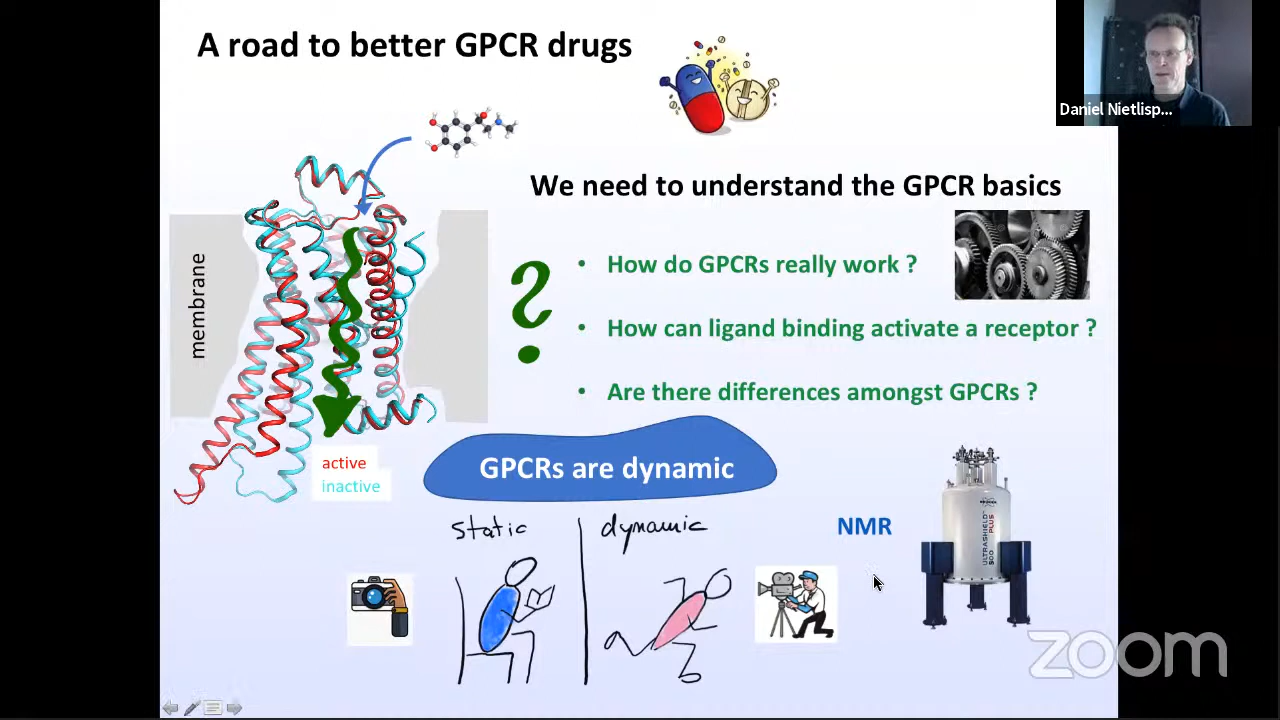 A road to better GPCR drugs
Daniel Nietlisp...
We need to understand the GPCR basics
membrane
• How do GPCRs really work ?
• How can ligand binding activate a receptor ?
• Are there differences amongst GPCRs ?
active
inactive
GPCRs are dynamic
static
dynamic
NMR
ULTRASHIELD
PLUS
zoom